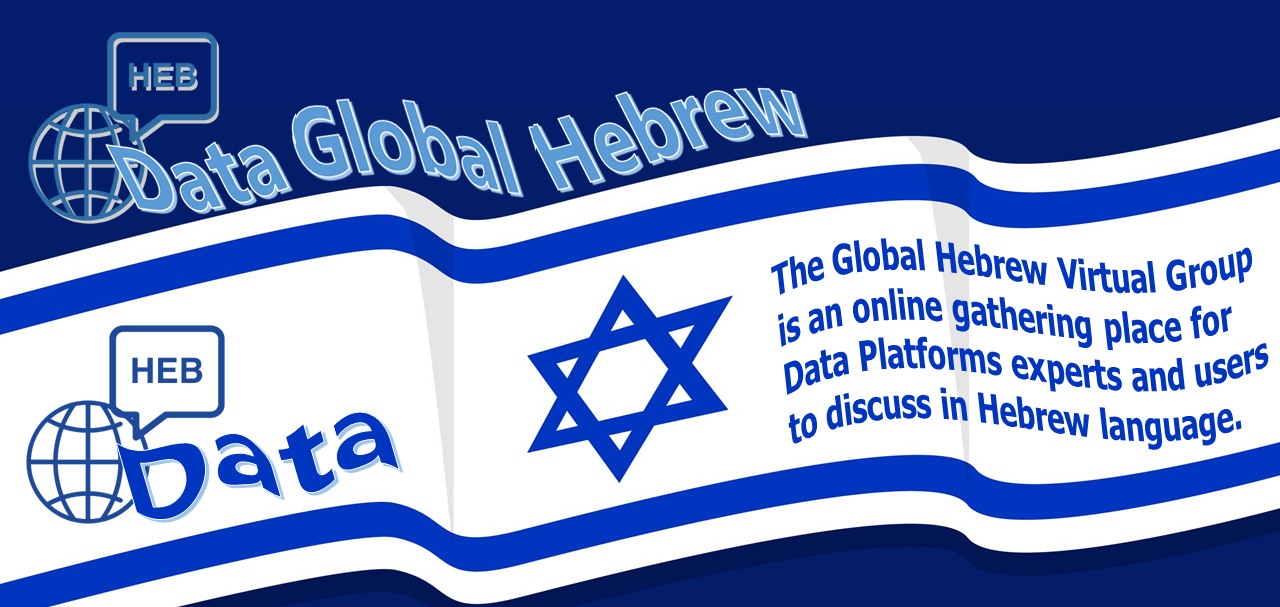 HEB
Data Global Hebrew
The Global Hebrew Virtual Group
is an online gathering place for
Data Platforms experts and users
to discuss in Hebrew language.
HEB
Data